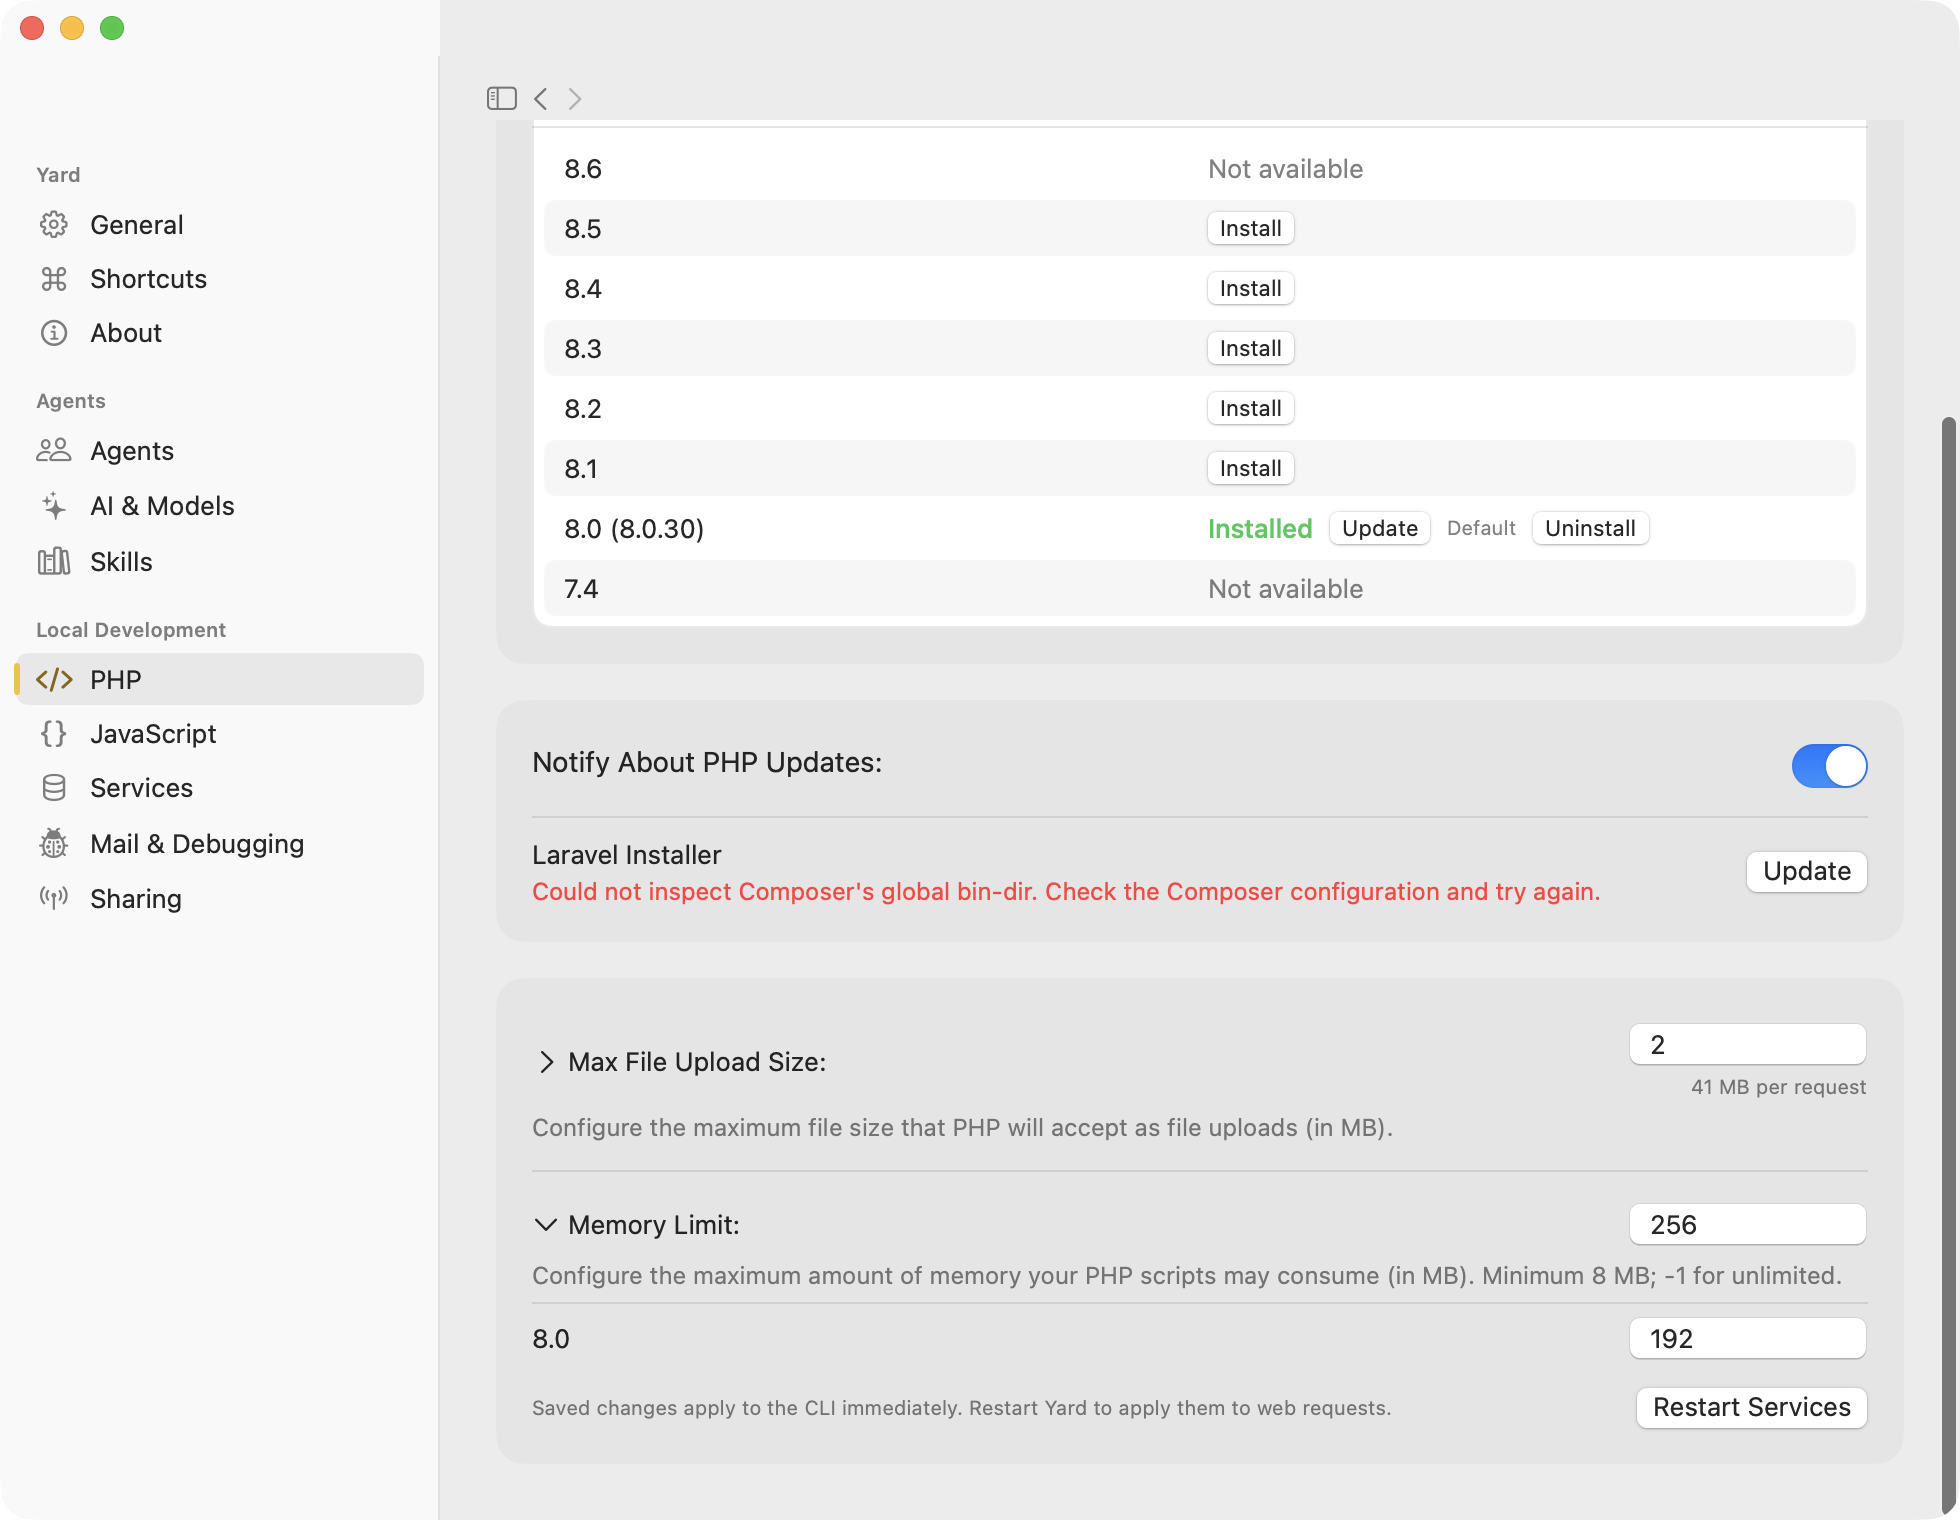 Yard
General
Shortcuts
About
Agents
Agents
AI & Models
Skills
Local Development
PHP
JavaScript
Services
Mail & Debugging
Sharing
8.6 Not available
8.5 Install
8.4 Install
8.3 Install
8.2 Install
8.1 Install
8.0 (8.0.30) Installed Update Default Uninstall
7.4 Not available
Notify About PHP Updates:
Laravel Installer
Could not inspect Composer's global bin-dir. Check the Composer configuration and try again.
Update
Max File Upload Size: 2
41 MB per request
Configure the maximum file size that PHP will accept as file uploads (in MB).
Memory Limit: 256
Configure the maximum amount of memory your PHP scripts may consume (in MB). Minimum 8 MB; -1 for unlimited.
8.0 192
Saved changes apply to the CLI immediately. Restart Yard to apply them to web requests. Restart Services